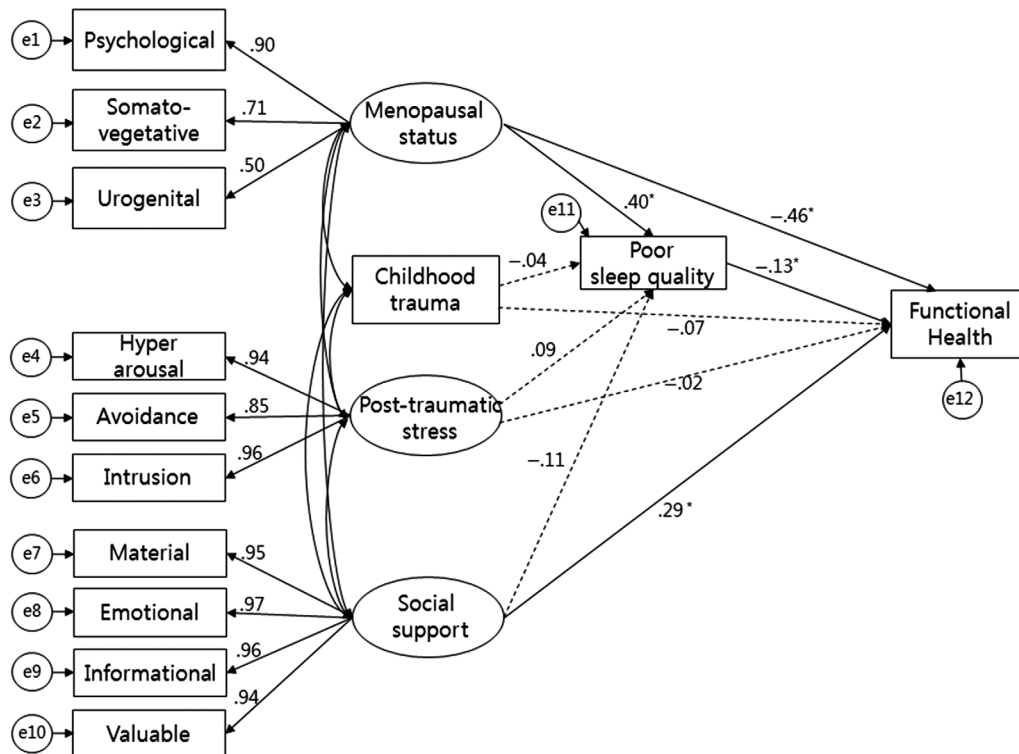 e1
Psychological
.90
e2
Somato-
vegetative
.71
Menopausal
status
e3
Urogenital
.50
.40*
−.46*
e11
Poor
sleep quality
−.13*
Childhood
trauma
−.04
−.07
Functional
Health
e12
e4
Hyper
arousal
.94
.09
−.02
e5
Avoidance
.85
Post-traumatic
stress
e6
Intrusion
.96
−.11
.29*
e7
Material
.95
e8
Emotional
.97
Social
support
e9
Informational
.96
e10
Valuable
.94